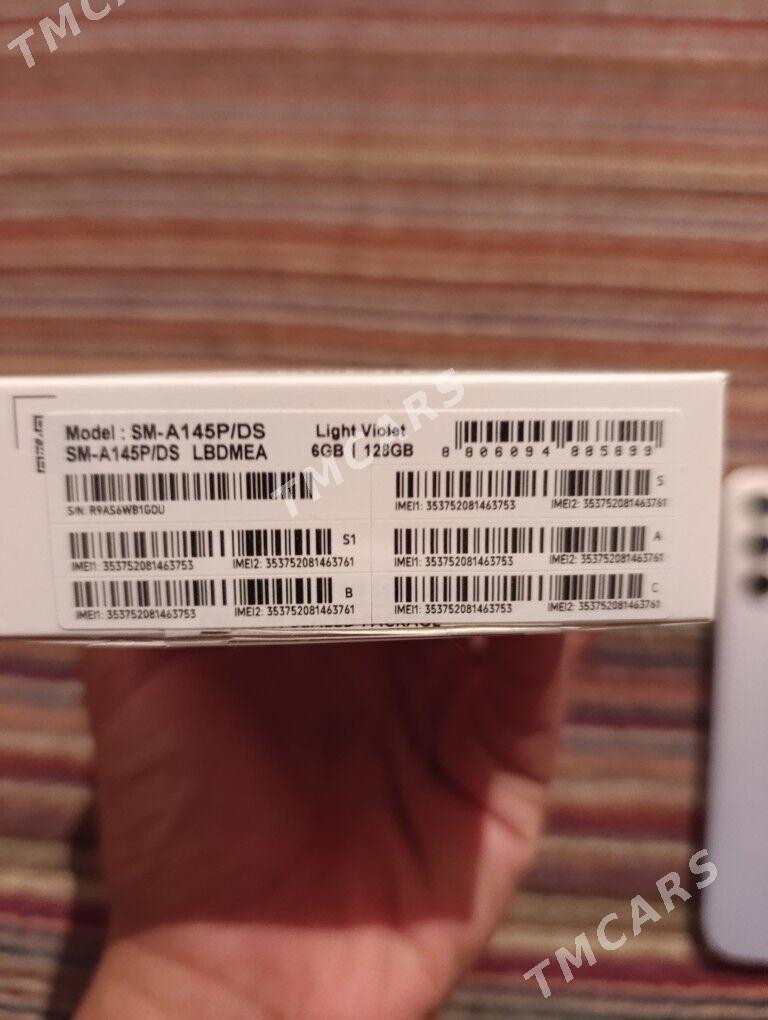 TMCARS
Model : SM-A145P/DS
SM-A145P/DS LBDMEA
Light Violet
6GB | 128GB
8 806094 885899
S/N: R9AS6WB1GOU
IMEI1: 353752081463753
IMEI2: 353752081463761
S
IMEI1: 353752081463753
IMEI2: 353752081463761
S1
IMEI1: 353752081463753
IMEI2: 353752081463761
A
IMEI1: 353752081463753
IMEI2: 353752081463761
B
IMEI1: 353752081463753
IMEI2: 353752081463761
C
TMCARS
TMCARS